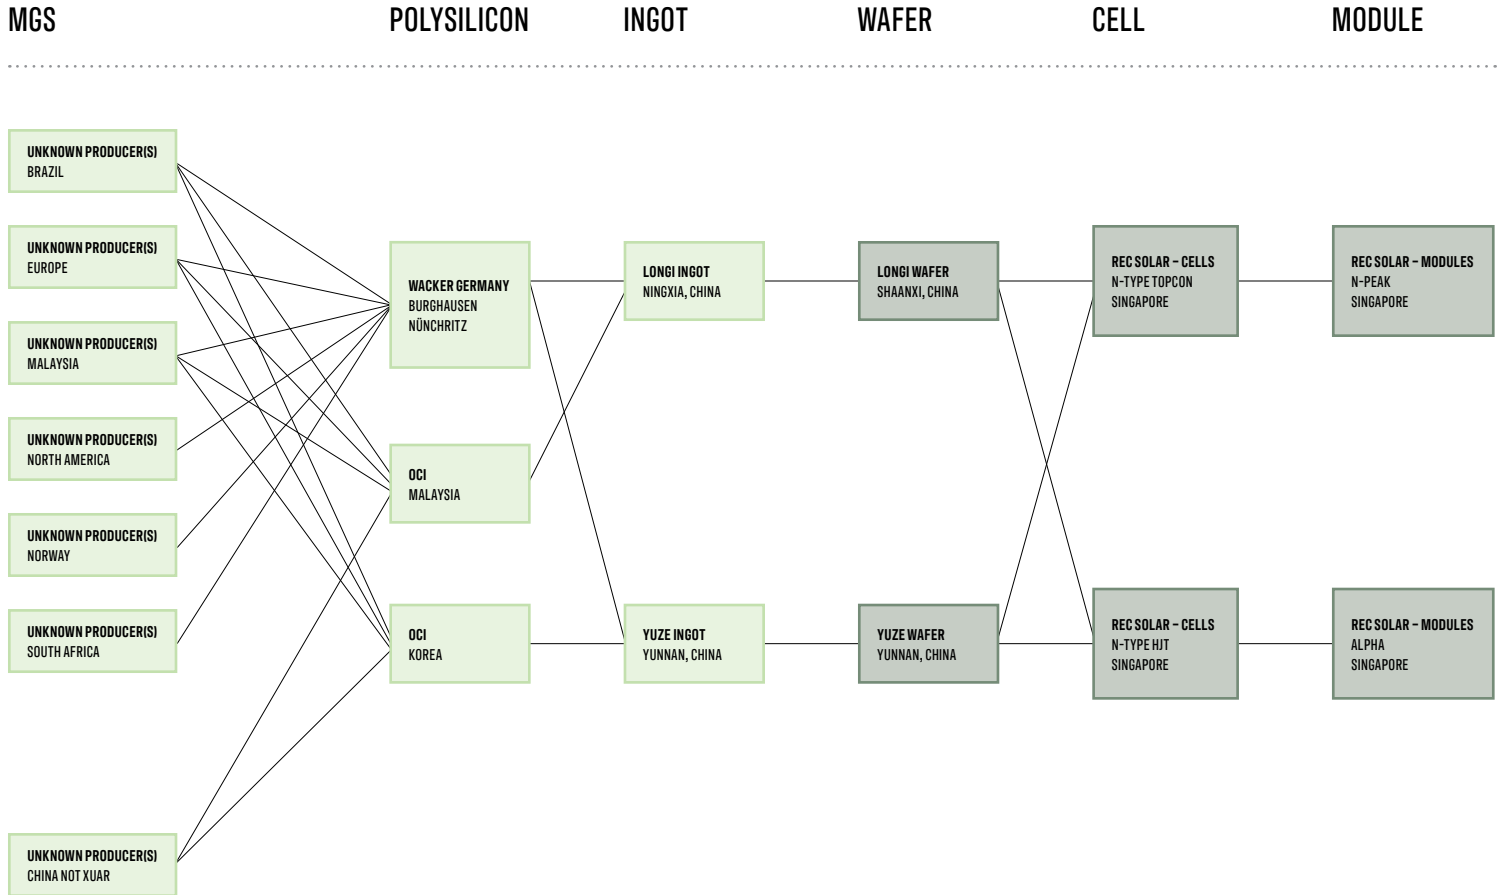 MGS
POLYSILICON
INGOT
WAFER
CELL
MODULE
UNKNOWN PRODUCER(S)
BRAZIL
UNKNOWN PRODUCER(S)
EUROPE
UNKNOWN PRODUCER(S)
MALAYSIA
UNKNOWN PRODUCER(S)
NORTH AMERICA
UNKNOWN PRODUCER(S)
NORWAY
UNKNOWN PRODUCER(S)
SOUTH AFRICA
UNKNOWN PRODUCER(S)
CHINA NOT XUAR
WACKER GERMANY
BURGHAUSEN
NÜNCHRITZ
OCI
MALAYSIA
OCI
KOREA
LONGI INGOT
NINGXIA, CHINA
YUZE INGOT
YUNNAN, CHINA
LONGI WAFER
SHAANXI, CHINA
YUZE WAFER
YUNNAN, CHINA
REC SOLAR – CELLS
N-TYPE TOPCON
SINGAPORE
REC SOLAR – CELLS
N-TYPE HJT
SINGAPORE
REC SOLAR – MODULES
N-PEAK
SINGAPORE
REC SOLAR – MODULES
ALPHA
SINGAPORE